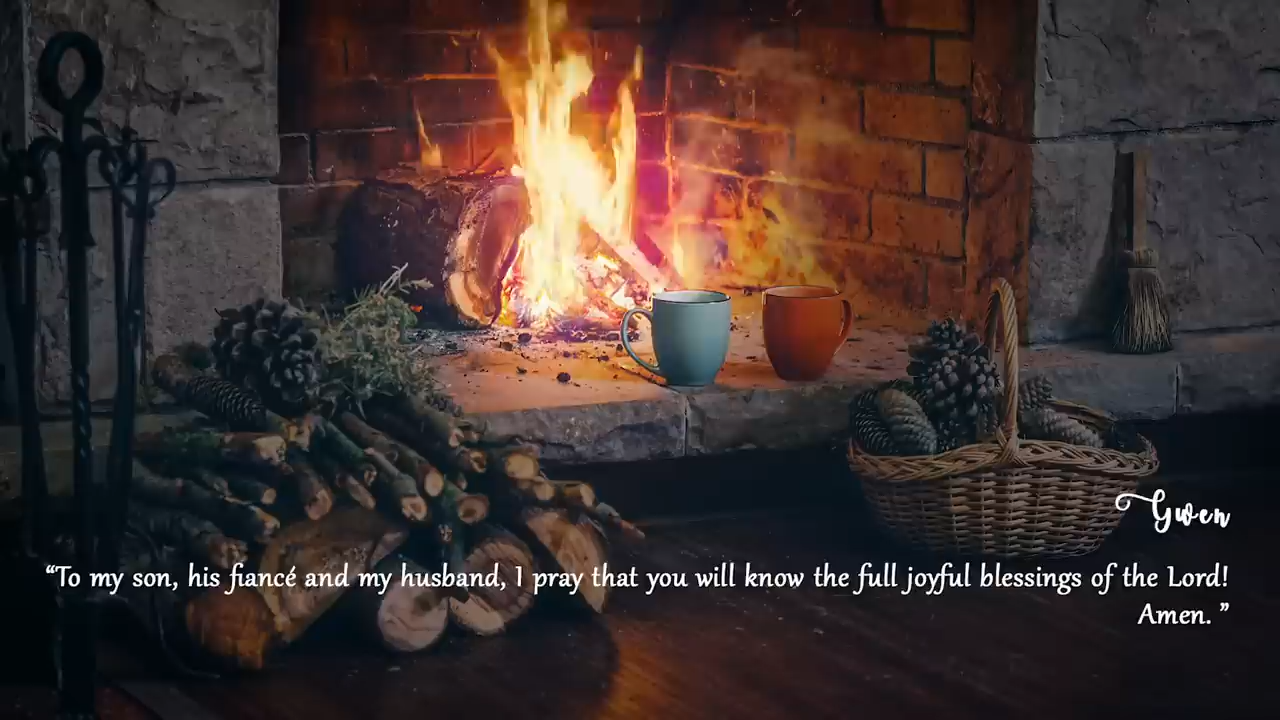 Gwen
“To my son, his fiancé and my husband, I pray that you will know the full joyful blessings of the Lord!
Amen. ”